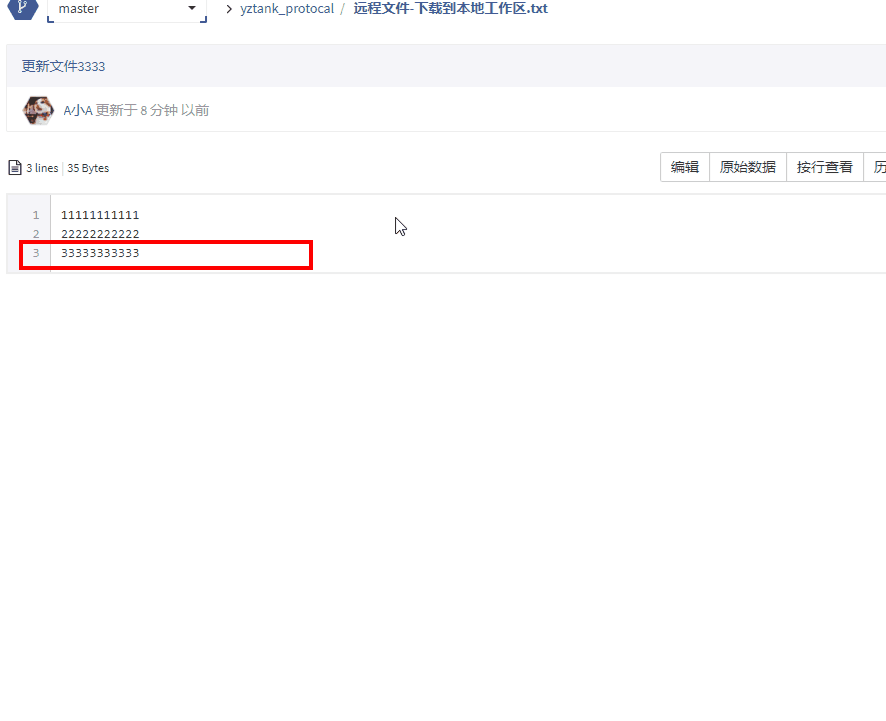 master yztank_protocal / 远程文件-下载到本地工作区.txt
更新文件3333
A小A 更新于 8 分钟 以前
3 lines 35 Bytes 编辑 原始数据 按行查看 历
1 11111111111
2 22222222222
3 33333333333